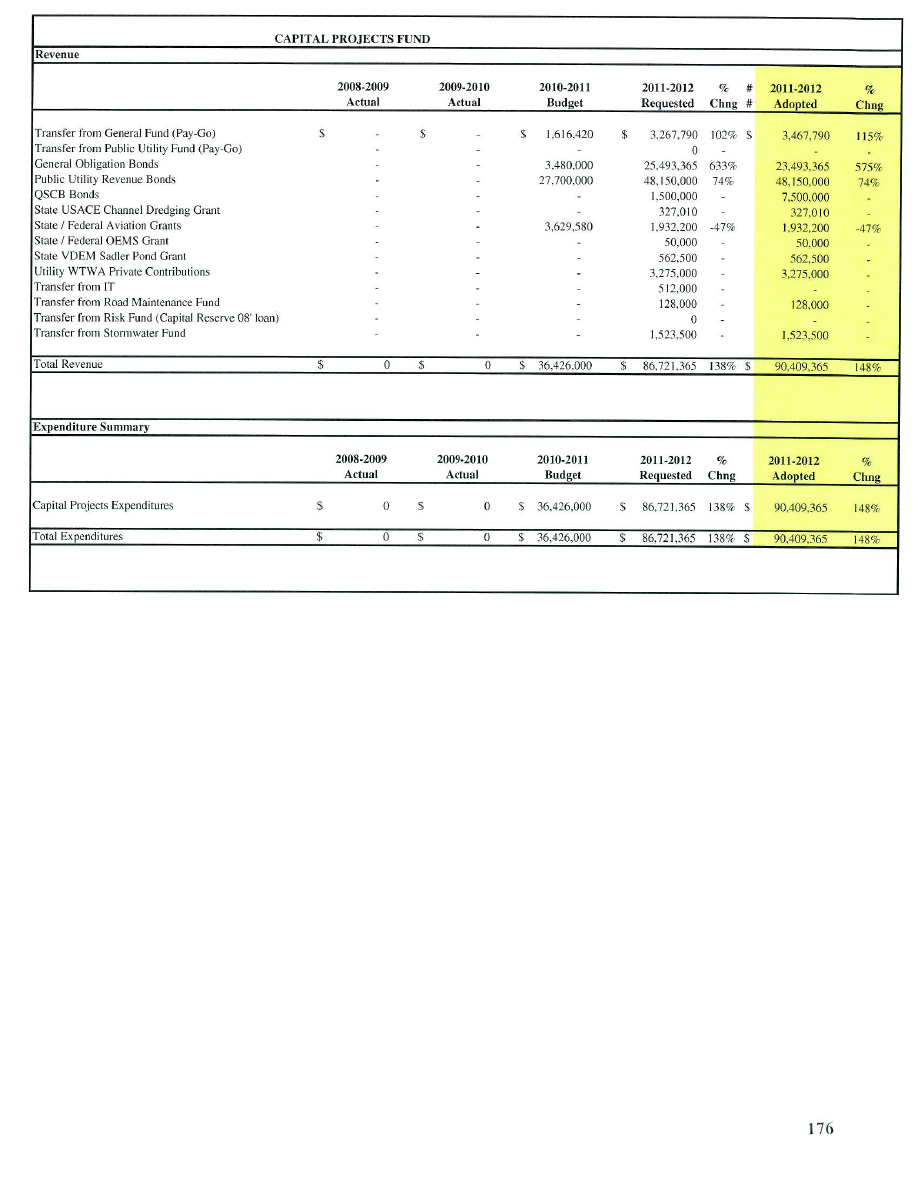 CAPITAL PROJECTS FUND
Revenue
2008-2009 2009-2010 2010-2011 2011-2012 % # 2011-2012 %
Actual Actual Budget Requested Chng # Adopted Chng
Transfer from General Fund (Pay-Go) $ - $ - $ 1,616,420 $ 3,267,790 102% $ 3,467,790 115%
Transfer from Public Utility Fund (Pay-Go) - - - 0 - - -
General Obligation Bonds - - 3,480,000 25,493,365 633% 23,493,365 575%
Public Utility Revenue Bonds - - 27,700,000 48,150,000 74% 48,150,000 74%
QSCB Bonds - - - 1,500,000 - 7,500,000 -
State USACE Channel Dredging Grant - - - 327,010 - 327,010 -
State / Federal Aviation Grants - - 3,629,580 1,932,200 -47% 1,932,200 -47%
State / Federal OEMS Grant - - - 50,000 - 50,000 -
State VDEM Sadler Pond Grant - - - 562,500 - 562,500 -
Utility WTWA Private Contributions - - - 3,275,000 - 3,275,000 -
Transfer from IT - - - 512,000 - - -
Transfer from Road Maintenance Fund - - - 128,000 - 128,000 -
Transfer from Risk Fund (Capital Reserve 08' loan) - - - 0 - - -
Transfer from Stormwater Fund - - - 1,523,500 - 1,523,500 -
Total Revenue $ 0 $ 0 $ 36,426,000 $ 86,721,365 138% $ 90,409,365 148%
Expenditure Summary
2008-2009 2009-2010 2010-2011 2011-2012 % 2011-2012 %
Actual Actual Budget Requested Chng Adopted Chng
Capital Projects Expenditures $ 0 $ 0 $ 36,426,000 $ 86,721,365 138% $ 90,409,365 148%
Total Expenditures $ 0 $ 0 $ 36,426,000 $ 86,721,365 138% $ 90,409,365 148%
176